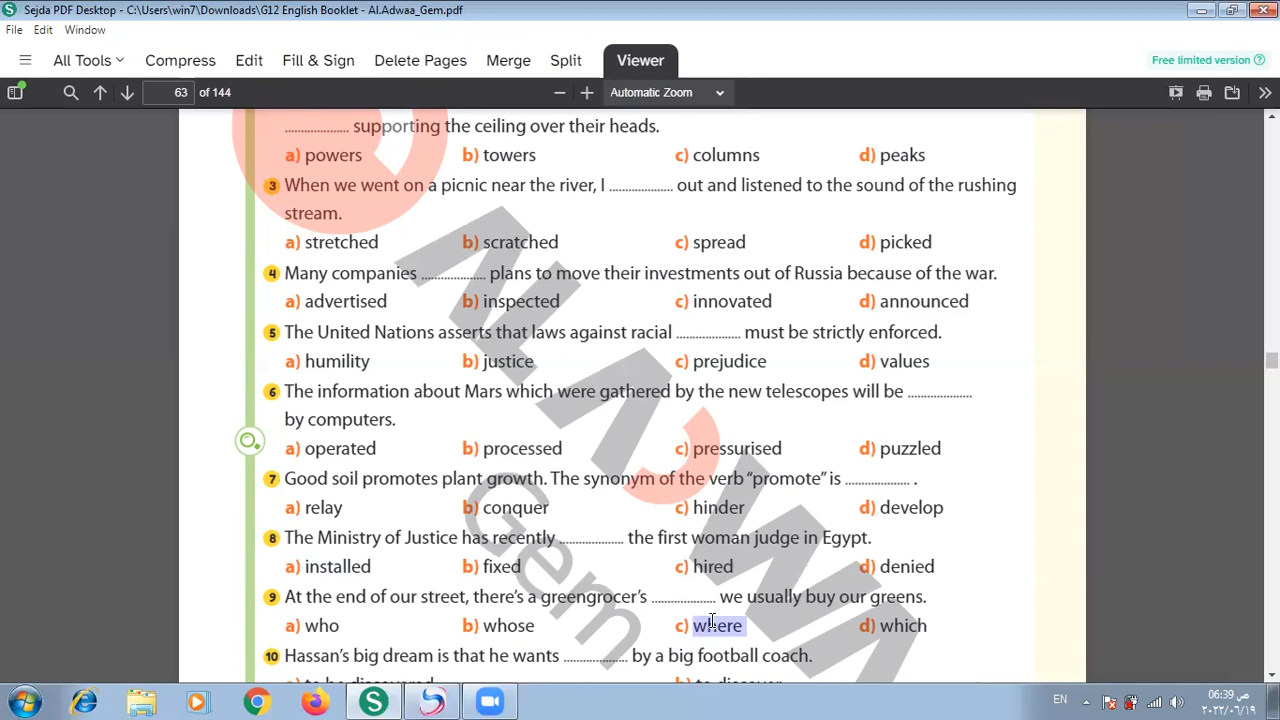 Sejda PDF Desktop - C:\Users\win7\Downloads\G12 English Booklet - Al.Adwaa_Gem.pdf
File Edit Window
All Tools Compress Edit Fill & Sign Delete Pages Merge Split Viewer Free limited version
63 of 144 Automatic Zoom
.................... supporting the ceiling over their heads.
a) powers b) towers c) columns d) peaks
3 When we went on a picnic near the river, I .................... out and listened to the sound of the rushing
stream.
a) stretched b) scratched c) spread d) picked
4 Many companies .................... plans to move their investments out of Russia because of the war.
a) advertised b) inspected c) innovated d) announced
5 The United Nations asserts that laws against racial .................... must be strictly enforced.
a) humility b) justice c) prejudice d) values
6 The information about Mars which were gathered by the new telescopes will be ....................
by computers.
a) operated b) processed c) pressurised d) puzzled
7 Good soil promotes plant growth. The synonym of the verb “promote” is .................... .
a) relay b) conquer c) hinder d) develop
8 The Ministry of Justice has recently .................... the first woman judge in Egypt.
a) installed b) fixed c) hired d) denied
9 At the end of our street, there’s a greengrocer’s .................... we usually buy our greens.
a) who b) whose c) where d) which
10 Hassan’s big dream is that he wants .................... by a big football coach.
a) to be discovered b) to discover
ALADWAA
Gem
EN 06:39 ص
٢٠٢٢/٠٦/١٩